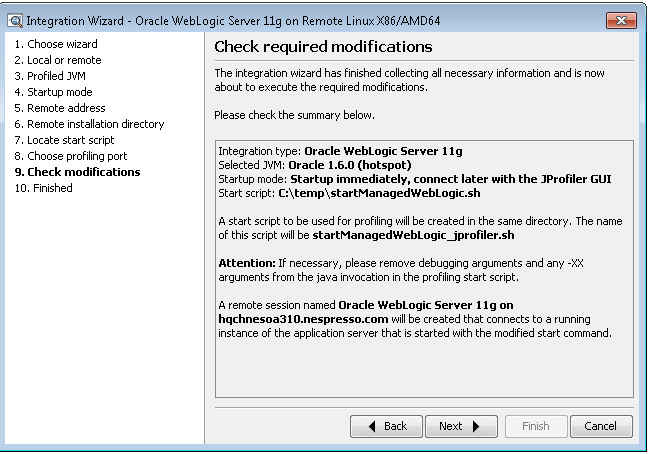 Integration Wizard - Oracle WebLogic Server 11g on Remote Linux X86/AMD64
1. Choose wizard
2. Local or remote
3. Profiled JVM
4. Startup mode
5. Remote address
6. Remote installation directory
7. Locate start script
8. Choose profiling port
9. Check modifications
10. Finished
Check required modifications
The integration wizard has finished collecting all necessary information and is now
about to execute the required modifications.
Please check the summary below.
Integration type: Oracle WebLogic Server 11g
Selected JVM: Oracle 1.6.0 (hotspot)
Startup mode: Startup immediately, connect later with the JProfiler GUI
Start script: C:\temp\startManagedWebLogic.sh
A start script to be used for profiling will be created in the same directory. The name
of this script will be startManagedWebLogic_jprofiler.sh
Attention: If necessary, please remove debugging arguments and any -XX
arguments from the java invocation in the profiling start script.
A remote session named Oracle WebLogic Server 11g on
hqchnesoa310.nespresso.com will be created that connects to a running
instance of the application server that is started with the modified start command.
Back
Next
Finish
Cancel